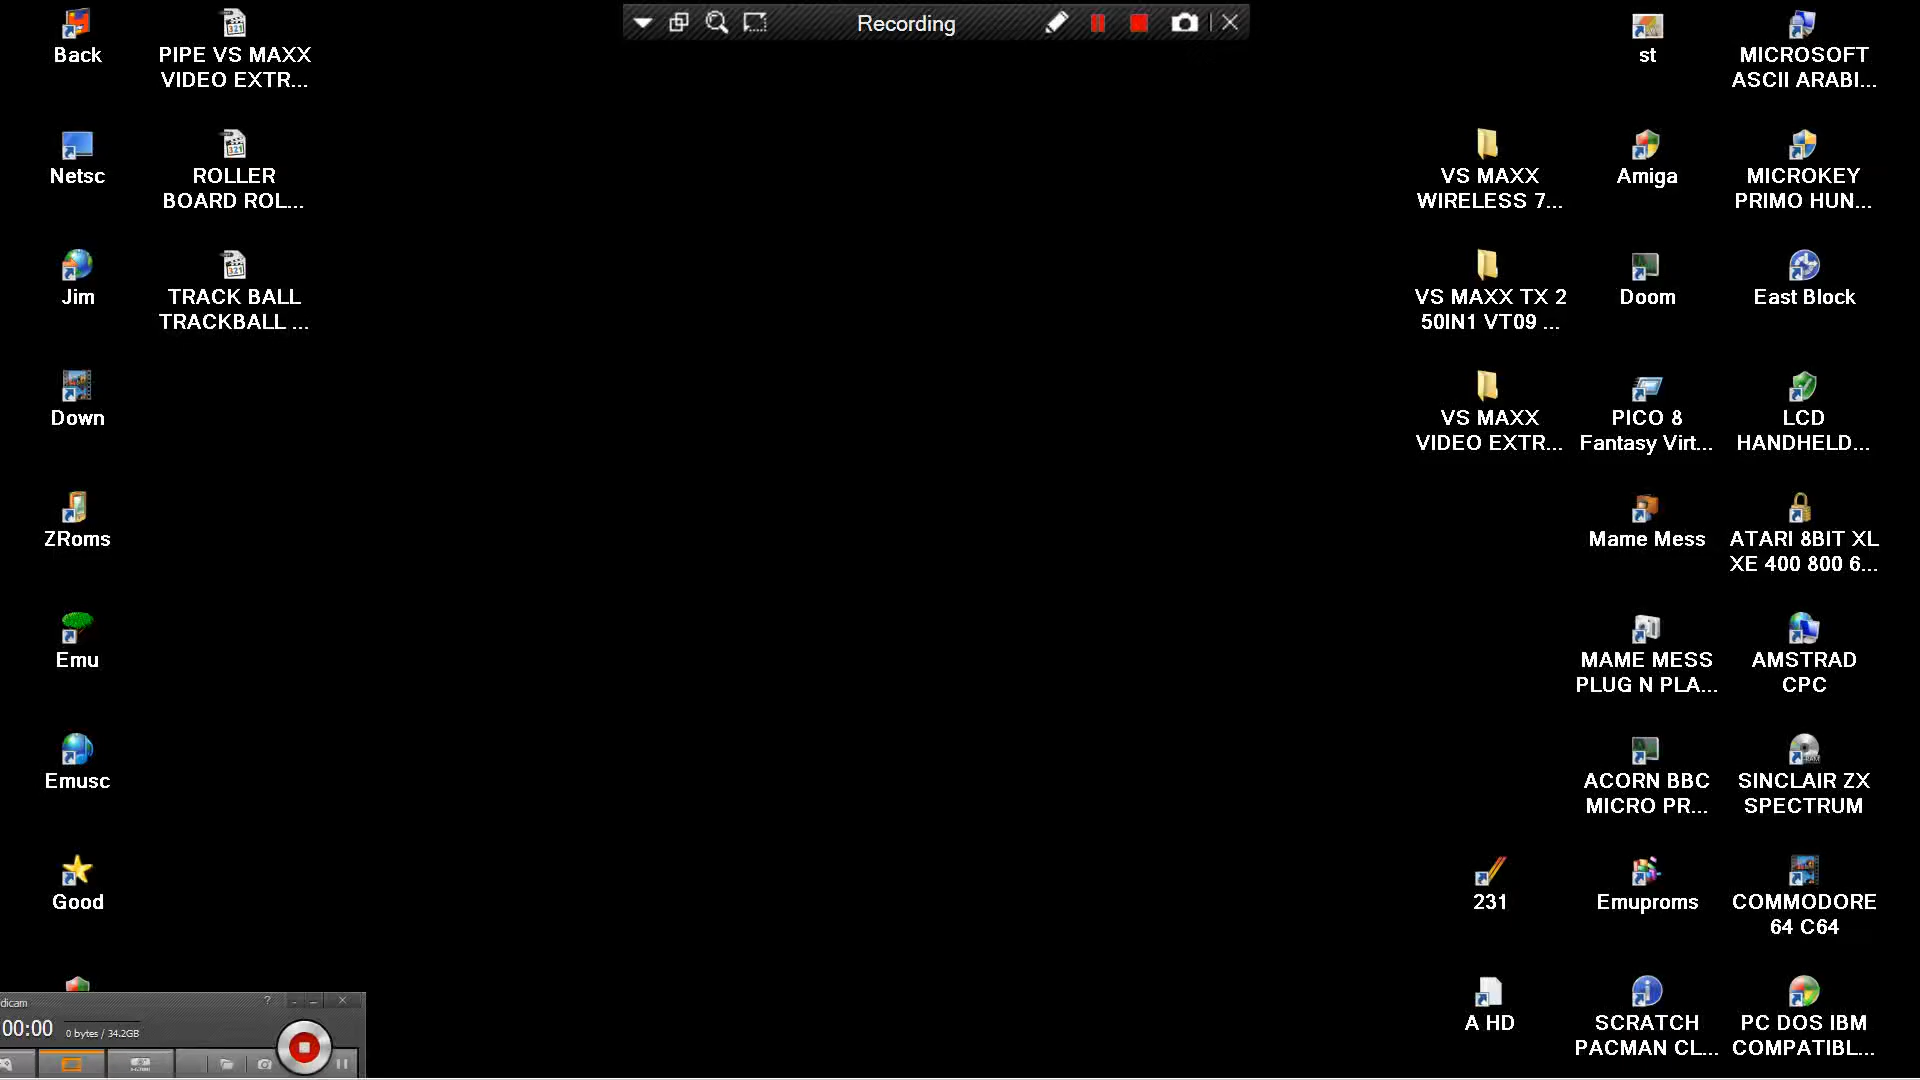 Recording
Back
PIPE VS MAXX
VIDEO EXTR...
st
MICROSOFT
ASCII ARABI...
Netsc
ROLLER
BOARD ROL...
VS MAXX
WIRELESS 7...
Amiga
MICROKEY
PRIMO HUN...
Jim
TRACK BALL
TRACKBALL ...
VS MAXX TX 2
50IN1 VT09 ...
Doom
East Block
Down
VS MAXX
VIDEO EXTR...
PICO 8
Fantasy Virt...
LCD
HANDHELD...
ZRoms
Mame Mess
ATARI 8BIT XL
XE 400 800 6...
Emu
MAME MESS
PLUG N PLA...
AMSTRAD
CPC
Emusc
ACORN BBC
MICRO PR...
SINCLAIR ZX
SPECTRUM
Good
231
Emuproms
COMMODORE
64 C64
A HD
SCRATCH
PACMAN CL...
PC DOS IBM
COMPATIBL...
dicam
00:00
0 bytes / 34.2GB